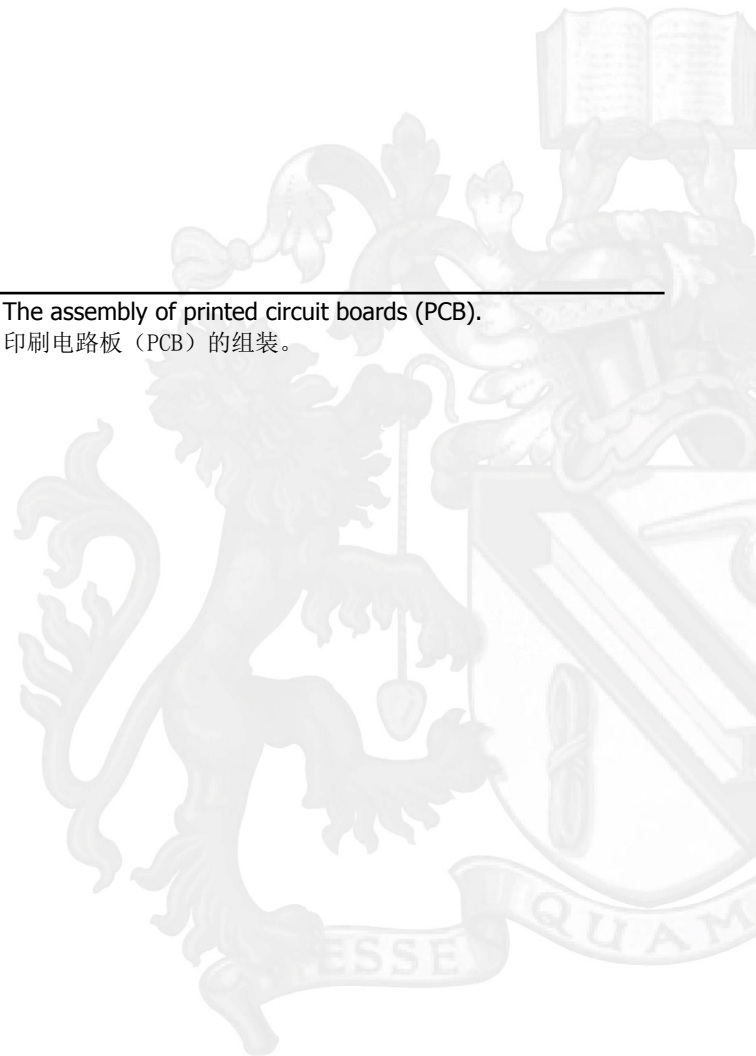 The assembly of printed circuit boards (PCB).
印刷电路板（PCB）的组装。
ESSE
QUAM